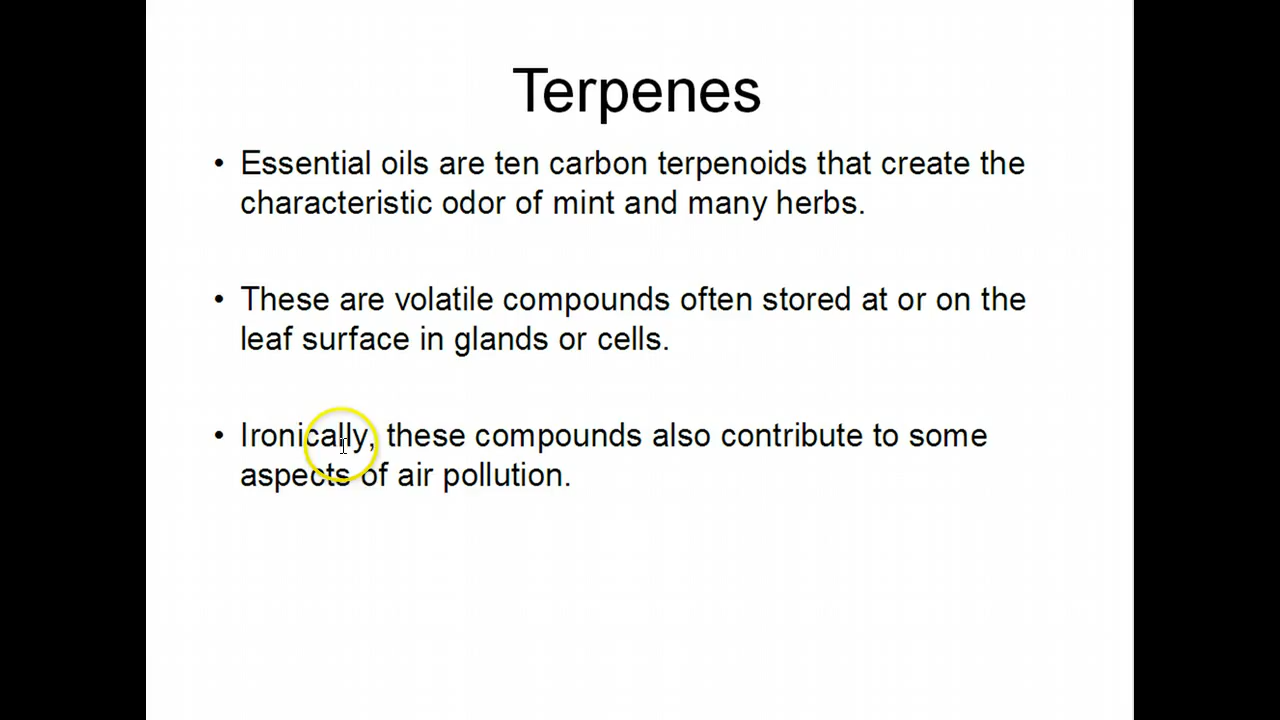 Terpenes
• Essential oils are ten carbon terpenoids that create the
characteristic odor of mint and many herbs.
• These are volatile compounds often stored at or on the
leaf surface in glands or cells.
• Ironically, these compounds also contribute to some
aspects of air pollution.